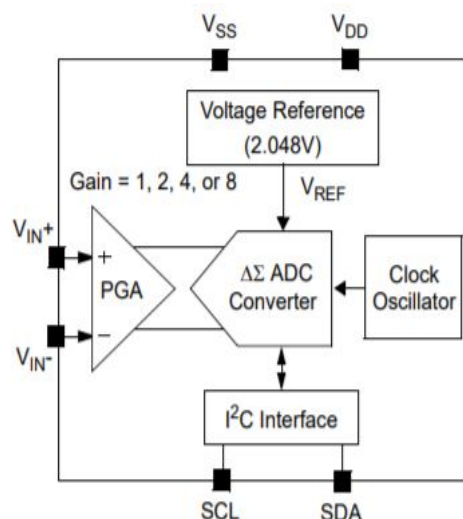 VSS VDD
Voltage Reference
(2.048V)
Gain = 1, 2, 4, or 8
VREF
VIN+
+
PGA
ΔΣ ADC
Converter
Clock
Oscillator
−
VIN-
I²C Interface
SCL SDA